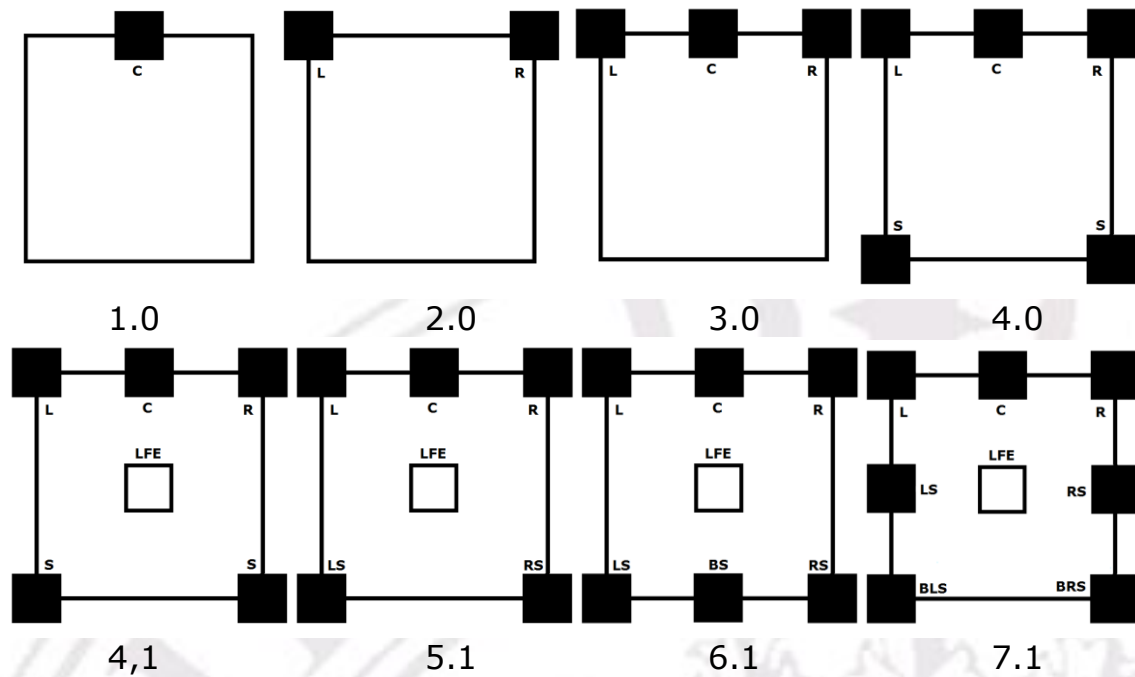 C
L R
L C R
L C R
S S
1.0 2.0 3.0 4.0
L C R
LFE
S S
L C R
LFE
LS RS
L C R
LFE
LS BS RS
L C R
LFE
LS RS
BLS BRS
4,1 5.1 6.1 7.1